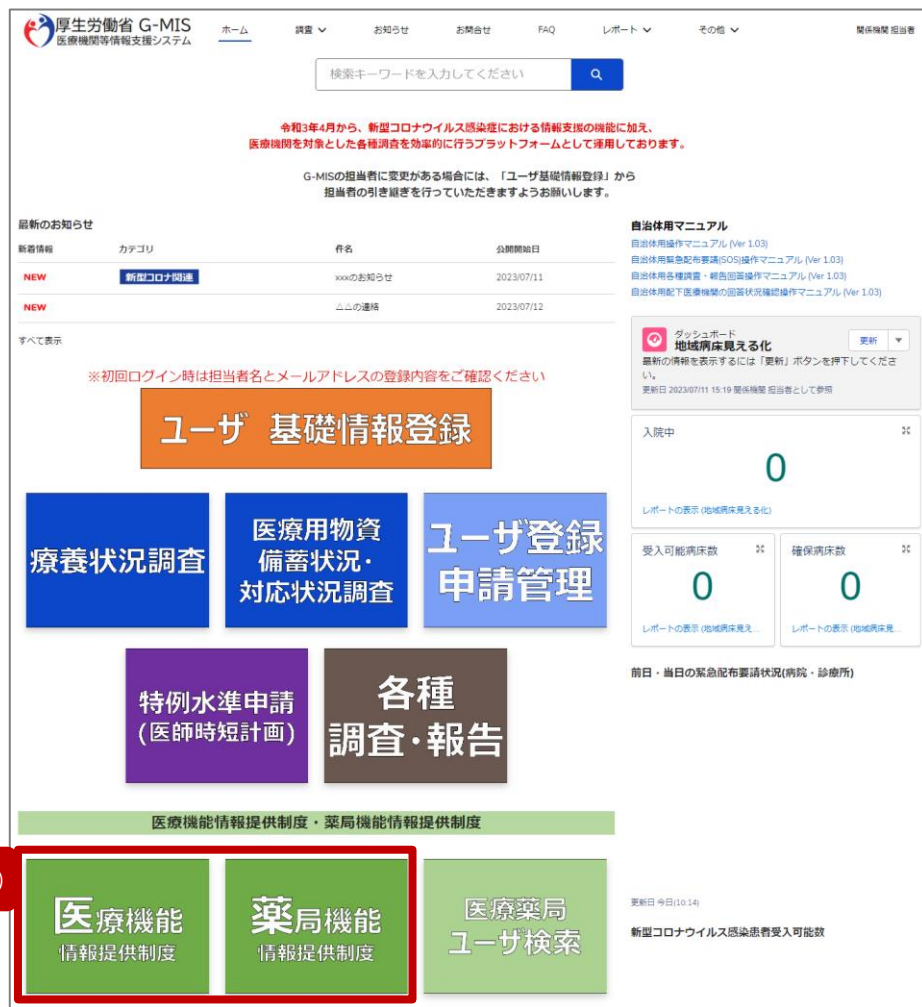 厚生労働省 G-MIS
医療機関等情報支援システム
ホーム
調査
お知らせ
お問合せ
FAQ
レポート
その他
関係機関 担当者
検索キーワードを入力してください
令和3年4月から、新型コロナウイルス感染症における情報支援の機能に加え、
医療機関を対象とした各種調査を効率的に行うプラットフォームとして運用しております。
G-MISの担当者に変更がある場合には、「ユーザ基礎情報登録」から
担当者の引き継ぎを行っていただきますようお願いします。
最新のお知らせ
新着情報 カテゴリ 件名 公開開始日
NEW 新型コロナ関連 xxxのお知らせ 2023/07/11
NEW △△の連絡 2023/07/12
すべて表示
※初回ログイン時は担当者名とメールアドレスの登録内容をご確認ください
ユーザ 基礎情報登録
療養状況調査
医療用物資
備蓄状況・
対応状況調査
ユーザ登録
申請管理
特例水準申請
(医師時短計画)
各種
調査・報告
医療機能情報提供制度・薬局機能情報提供制度
医療機能
情報提供制度
薬局機能
情報提供制度
医療薬局
ユーザ検索
自治体用マニュアル
自治体用操作マニュアル (Ver 1.03)
自治体用緊急配布要請(SOS)操作マニュアル (Ver 1.03)
自治体用各種調査・報告回答操作マニュアル (Ver 1.03)
自治体用配下医療機関の回答状況確認操作マニュアル (Ver 1.03)
ダッシュボード
地域病床見える化
更新
最新の情報を表示するには「更新」ボタンを押下してくださ
い。
更新日 2023/07/11 15:19 関係機関 担当者として参照
入院中
0
レポートの表示 (地域病床見える化)
受入可能病床数
0
レポートの表示 (地域病床見え...
確保病床数
0
レポートの表示 (地域病床見...
前日・当日の緊急配布要請状況(病院・診療所)
更新日 今日(10:14)
新型コロナウイルス感染患者受入可能数